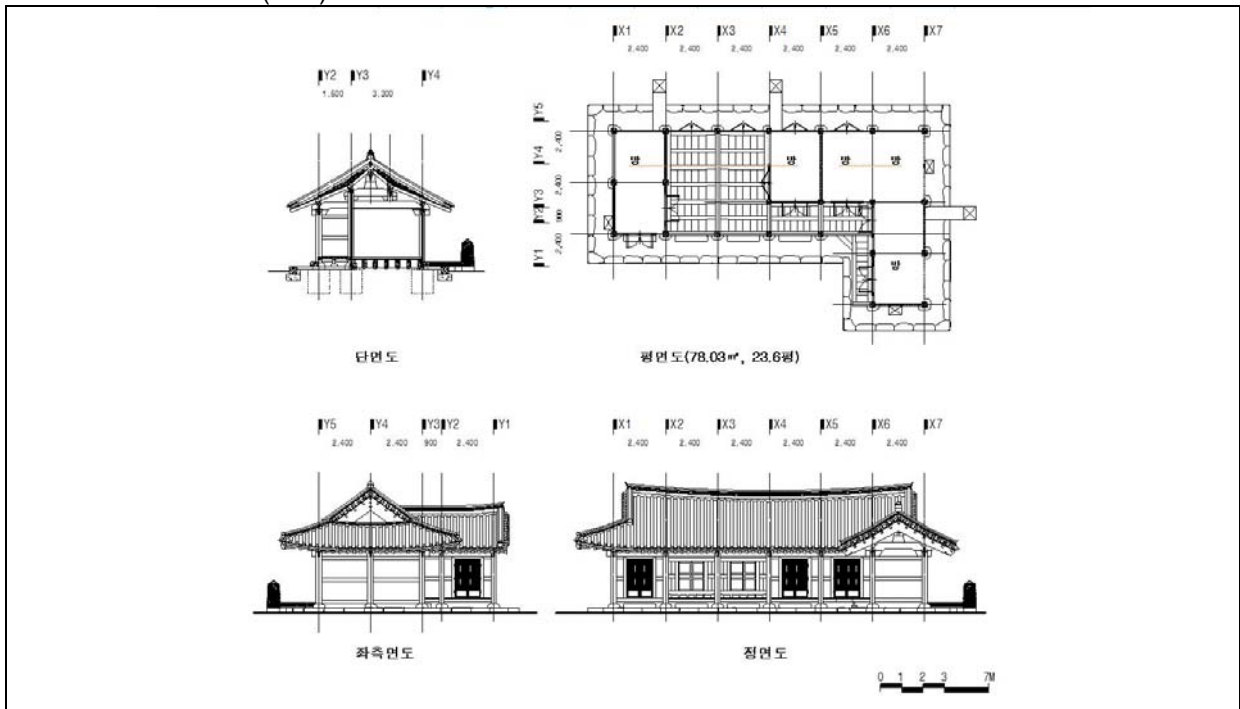 X1 X2 X3 X4 X5 X6 X7
2,400 2,400 2,400 2,400 2,400 2,400
Y2 Y3 Y4
3,200
Y5
2,400
Y4
2,400
Y3
900
Y2
2,400
Y1
방 방 방 방
방
단면도
평면도(78.03㎡, 23.6평)
Y5 Y4 Y3 Y2 Y1
2,400 2,400 900 2,400
X1 X2 X3 X4 X5 X6 X7
2,400 2,400 2,400 2,400 2,400 2,400
좌측면도
정면도
0 1 2 3 7M